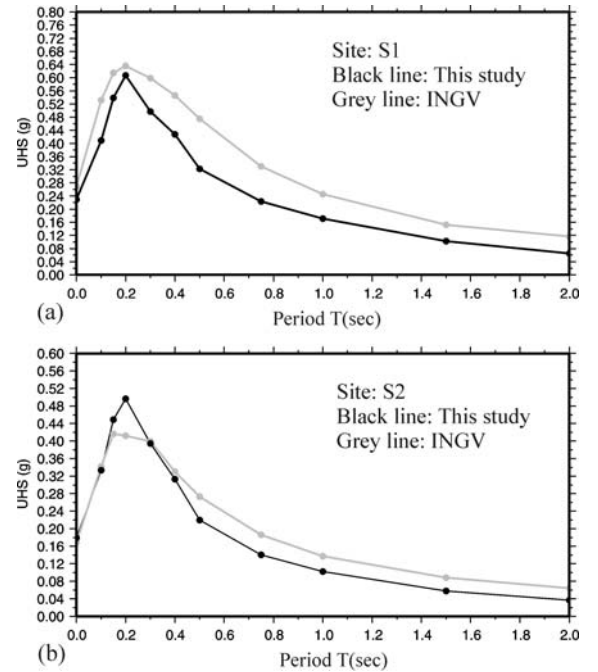 0.80
0.76
0.72
0.68
0.64
0.60
0.56
0.52
0.48
0.44
0.40
0.36
0.32
0.28
0.24
0.20
0.16
0.12
0.08
0.04
0.00
UHS (g)
Site: S1
Black line: This study
Grey line: INGV
0.0 0.2 0.4 0.6 0.8 1.0 1.2 1.4 1.6 1.8 2.0
(a)
Period T(sec)
0.60
0.56
0.52
0.48
0.44
0.40
0.36
0.32
0.28
0.24
0.20
0.16
0.12
0.08
0.04
0.00
UHS (g)
Site: S2
Black line: This study
Grey line: INGV
0.0 0.2 0.4 0.6 0.8 1.0 1.2 1.4 1.6 1.8 2.0
(b)
Period T(sec)